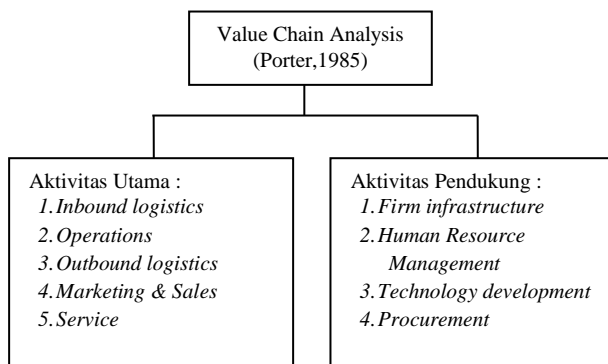 Value Chain Analysis
(Porter,1985)
Aktivitas Utama :
1.Inbound logistics
2.Operations
3.Outbound logistics
4.Marketing & Sales
5.Service
Aktivitas Pendukung :
1.Firm infrastructure
2.Human Resource
Management
3.Technology development
4.Procurement